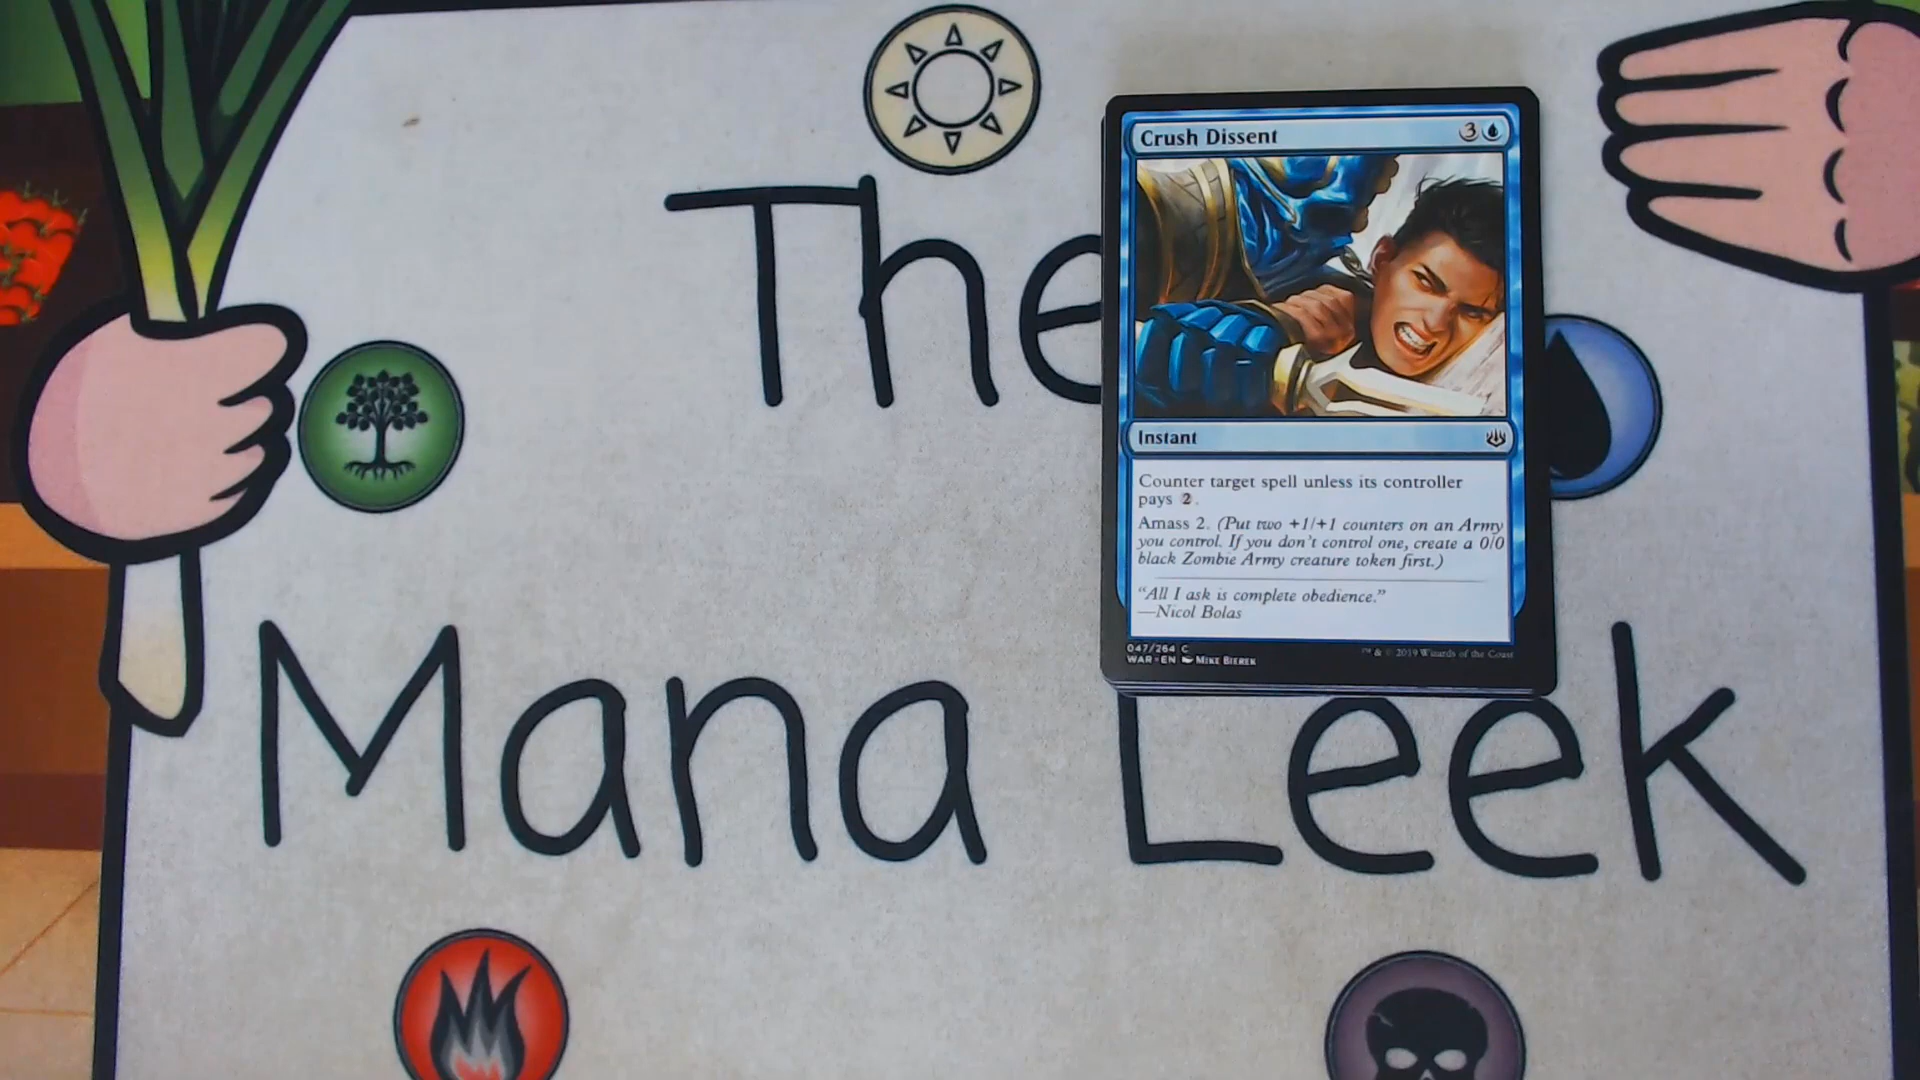 The
Crush Dissent 3
Instant
Counter target spell unless its controller
pays 2.
Amass 2. (Put two +1/+1 counters on an Army
you control. If you don't control one, create a 0/0
black Zombie Army creature token first.)
"All I ask is complete obedience."
—Nicol Bolas
047/264 C
WAR • EN Mike Bierek
™ & © 2019 Wizards of the Coast
Mana Leek